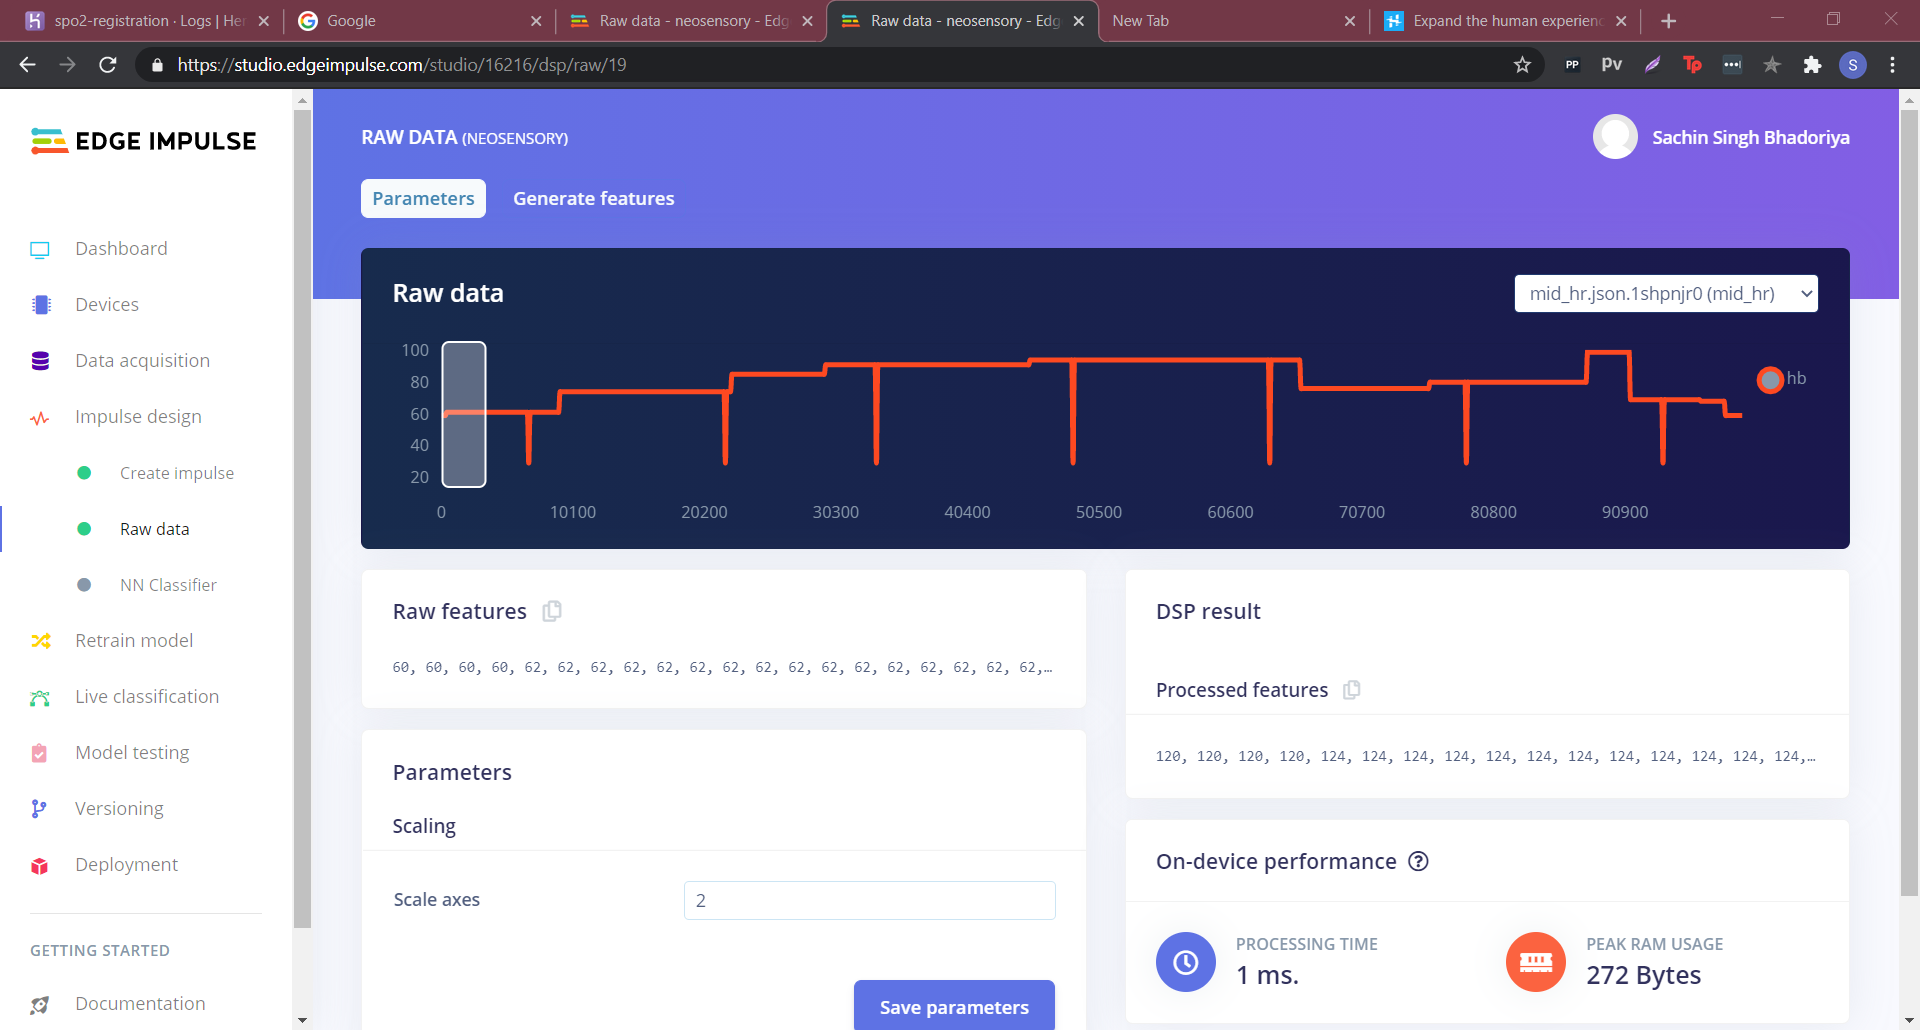 spo2-registration · Logs | Her
Google
Raw data - neosensory - Edg
Raw data - neosensory - Edg
New Tab
Expand the human experienc
https://studio.edgeimpulse.com/studio/16216/dsp/raw/19
PP
Pv
Tp
S
EDGE IMPULSE
Dashboard
Devices
Data acquisition
Impulse design
Create impulse
Raw data
NN Classifier
Retrain model
Live classification
Model testing
Versioning
Deployment
GETTING STARTED
Documentation
RAW DATA (NEOSENSORY)
Sachin Singh Bhadoriya
Parameters
Generate features
Raw data
mid_hr.json.1shpnjr0 (mid_hr)
100
80
60
40
20
0 10100 20200 30300 40400 50500 60600 70700 80800 90900
hb
Raw features
60, 60, 60, 60, 62, 62, 62, 62, 62, 62, 62, 62, 62, 62, 62, 62, 62, 62, 62, 62,…
Parameters
Scaling
Scale axes
2
Save parameters
DSP result
Processed features
120, 120, 120, 120, 124, 124, 124, 124, 124, 124, 124, 124, 124, 124, 124, 124,…
On-device performance
?
PROCESSING TIME
1 ms.
PEAK RAM USAGE
272 Bytes